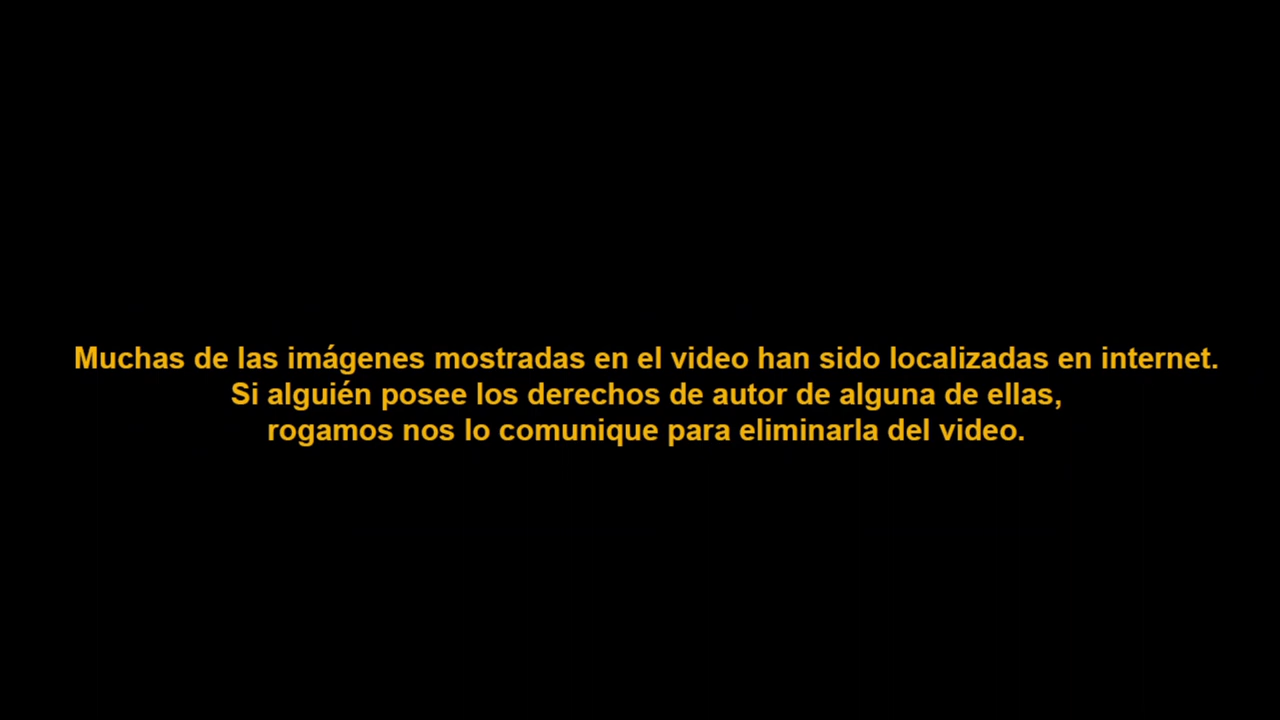 Muchas de las imágenes mostradas en el video han sido localizadas en internet.
Si alguién posee los derechos de autor de alguna de ellas,
rogamos nos lo comunique para eliminarla del video.